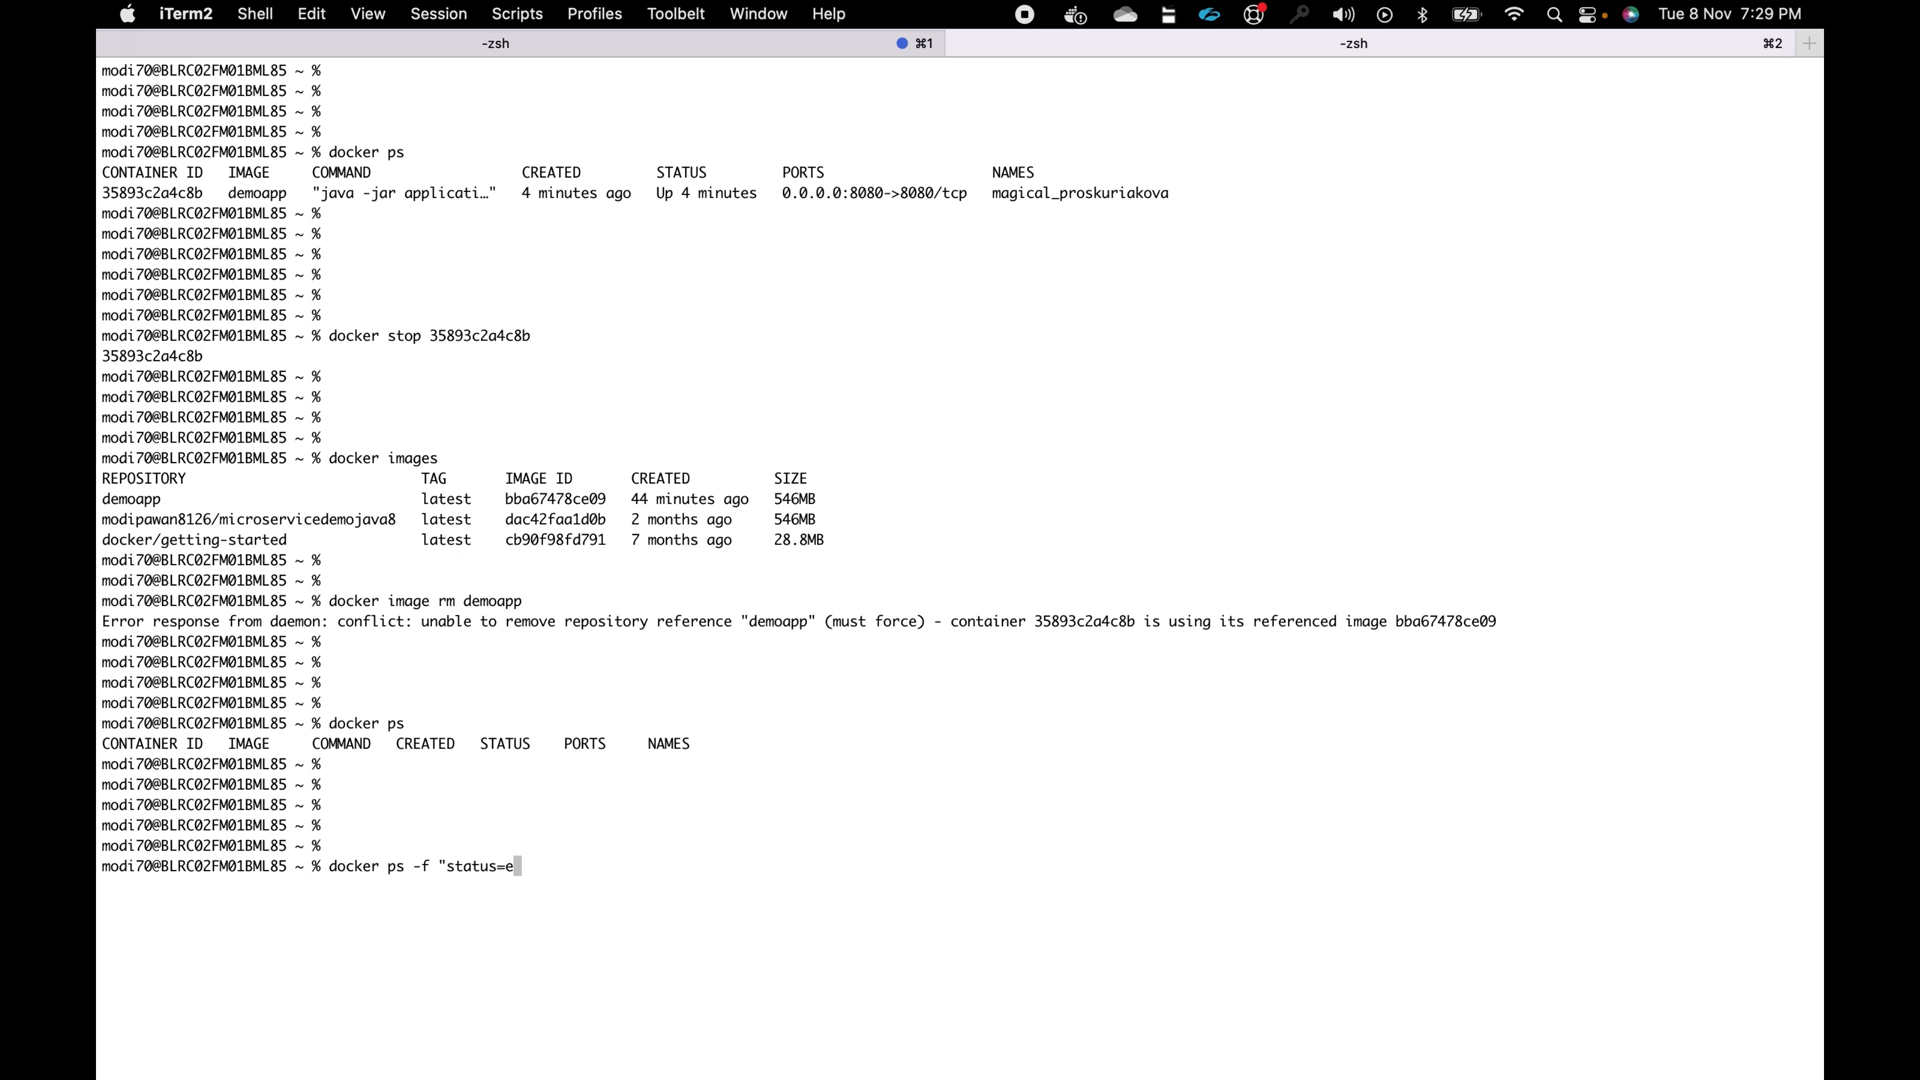 iTerm2 Shell Edit View Session Scripts Profiles Toolbelt Window Help Tue 8 Nov 7:29 PM
-zsh ⌘1 -zsh ⌘2
modi70@BLRC02FM01BML85 ~ %
modi70@BLRC02FM01BML85 ~ %
modi70@BLRC02FM01BML85 ~ %
modi70@BLRC02FM01BML85 ~ %
modi70@BLRC02FM01BML85 ~ % docker ps
CONTAINER ID IMAGE COMMAND CREATED STATUS PORTS NAMES
35893c2a4c8b demoapp "java -jar applicati…" 4 minutes ago Up 4 minutes 0.0.0.0:8080->8080/tcp magical_proskuriakova
modi70@BLRC02FM01BML85 ~ %
modi70@BLRC02FM01BML85 ~ %
modi70@BLRC02FM01BML85 ~ %
modi70@BLRC02FM01BML85 ~ %
modi70@BLRC02FM01BML85 ~ %
modi70@BLRC02FM01BML85 ~ %
modi70@BLRC02FM01BML85 ~ % docker stop 35893c2a4c8b
35893c2a4c8b
modi70@BLRC02FM01BML85 ~ %
modi70@BLRC02FM01BML85 ~ %
modi70@BLRC02FM01BML85 ~ %
modi70@BLRC02FM01BML85 ~ %
modi70@BLRC02FM01BML85 ~ % docker images
REPOSITORY TAG IMAGE ID CREATED SIZE
demoapp latest bba67478ce09 44 minutes ago 546MB
modipawan8126/microservicedemojava8 latest dac42faa1d0b 2 months ago 546MB
docker/getting-started latest cb90f98fd791 7 months ago 28.8MB
modi70@BLRC02FM01BML85 ~ %
modi70@BLRC02FM01BML85 ~ %
modi70@BLRC02FM01BML85 ~ % docker image rm demoapp
Error response from daemon: conflict: unable to remove repository reference "demoapp" (must force) - container 35893c2a4c8b is using its referenced image bba67478ce09
modi70@BLRC02FM01BML85 ~ %
modi70@BLRC02FM01BML85 ~ %
modi70@BLRC02FM01BML85 ~ %
modi70@BLRC02FM01BML85 ~ %
modi70@BLRC02FM01BML85 ~ % docker ps
CONTAINER ID IMAGE COMMAND CREATED STATUS PORTS NAMES
modi70@BLRC02FM01BML85 ~ %
modi70@BLRC02FM01BML85 ~ %
modi70@BLRC02FM01BML85 ~ %
modi70@BLRC02FM01BML85 ~ %
modi70@BLRC02FM01BML85 ~ %
modi70@BLRC02FM01BML85 ~ % docker ps -f "status=e